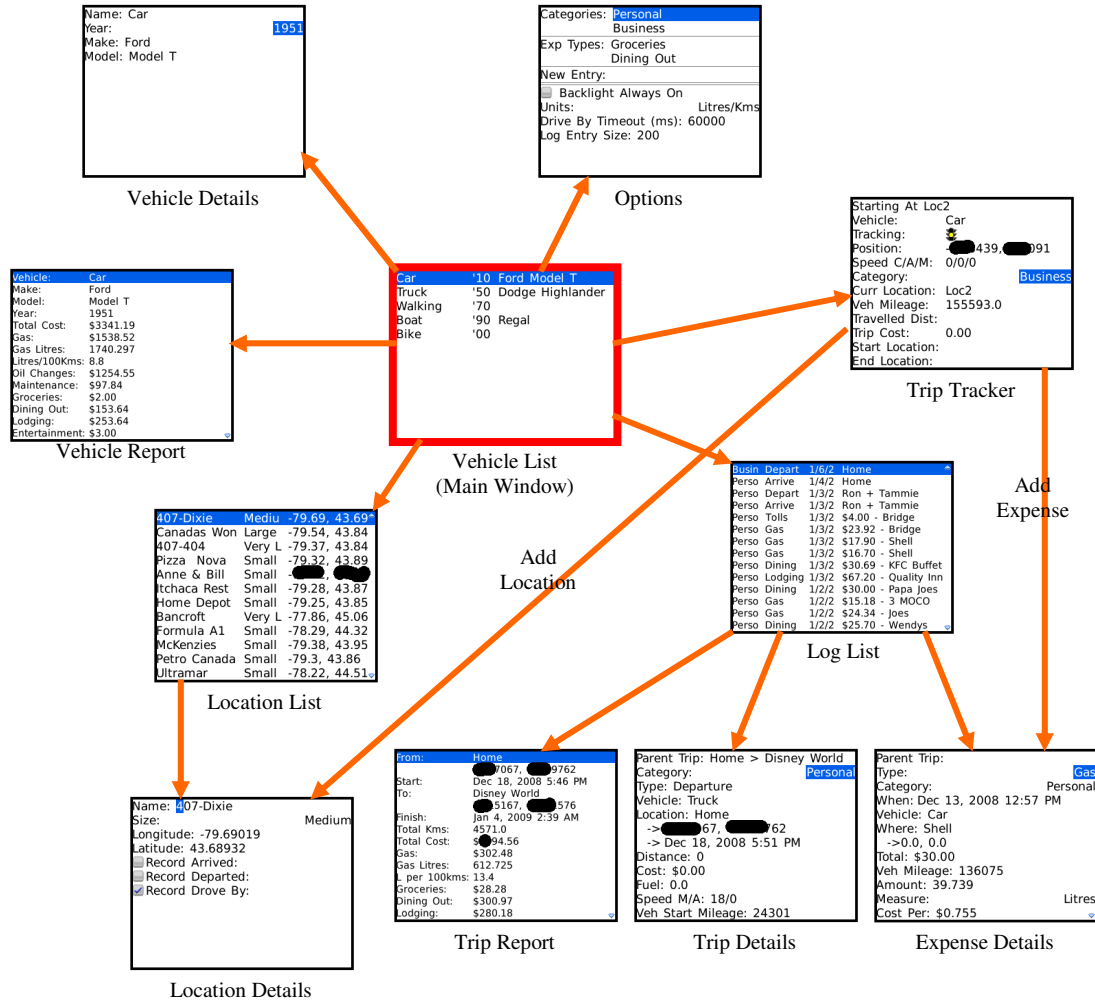 Name: Car
Year: 1951
Make: Ford
Model: Model T
Vehicle Details
Categories: Personal
Business
Exp Types: Groceries
Dining Out
New Entry:
Backlight Always On
Units: Litres/Kms
Drive By Timeout (ms): 60000
Log Entry Size: 200
Options
Starting At Loc2
Vehicle: Car
Tracking:
Position: 439, 091
Speed C/A/M: 0/0/0
Category: Business
Curr Location: Loc2
Veh Mileage: 155593.0
Travelled Dist:
Trip Cost: 0.00
Start Location:
End Location:
Trip Tracker
Vehicle: Car
Make: Ford
Model: Model T
Year: 1951
Total Cost: $3341.19
Gas: $1538.52
Gas Litres: 1740.297
Litres/100Kms: 8.8
Oil Changes: $1254.55
Maintenance: $97.84
Groceries: $2.00
Dining Out: $153.64
Lodging: $253.64
Entertainment: $3.00
Vehicle Report
Car '10 Ford Model T
Truck '50 Dodge Highlander
Walking '70
Boat '90 Regal
Bike '00
Vehicle List
(Main Window)
Add
Expense
Busin Depart 1/6/2 Home
Perso Arrive 1/4/2 Home
Perso Depart 1/3/2 Ron + Tammie
Perso Arrive 1/3/2 Ron + Tammie
Perso Tolls 1/3/2 $4.00 - Bridge
Perso Gas 1/3/2 $23.92 - Bridge
Perso Gas 1/3/2 $17.90 - Shell
Perso Gas 1/3/2 $16.70 - Shell
Perso Dining 1/3/2 $30.69 - KFC Buffet
Perso Lodging 1/3/2 $67.20 - Quality Inn
Perso Dining 1/2/2 $30.00 - Papa Joes
Perso Gas 1/2/2 $15.18 - 3 MOCO
Perso Gas 1/2/2 $24.34 - Joes
Perso Dining 1/2/2 $25.70 - Wendys
Log List
407-Dixie Mediu -79.69, 43.69
Canadas Won Large -79.54, 43.84
407-404 Very L -79.37, 43.84
Pizza Nova Small -79.32, 43.89
Anne & Bill Small
Itchaca Rest Small -79.28, 43.87
Home Depot Small -79.25, 43.85
Bancroft Very L -77.86, 45.06
Formula A1 Small -78.29, 44.32
McKenzies Small -79.38, 43.95
Petro Canada Small -79.3, 43.86
Ultramar Small -78.22, 44.51
Location List
Add
Location
Name: 407-Dixie
Size: Medium
Longitude: -79.69019
Latitude: 43.68932
Record Arrived:
Record Departed:
Record Drove By:
Location Details
From: Home
7067, 9762
Start: Dec 18, 2008 5:46 PM
To: Disney World
5167, 576
Finish: Jan 4, 2009 2:39 AM
Total Kms: 4571.0
Total Cost: $ 94.56
Gas: $302.48
Gas Litres: 612.725
L per 100kms: 13.4
Groceries: $28.28
Dining Out: $300.97
Lodging: $280.18
Trip Report
Parent Trip: Home > Disney World
Category: Personal
Type: Departure
Vehicle: Truck
Location: Home
-> 67, 762
-> Dec 18, 2008 5:51 PM
Distance: 0
Cost: $0.00
Fuel: 0.0
Speed M/A: 18/0
Veh Start Mileage: 24301
Trip Details
Parent Trip:
Type: Gas
Category: Personal
When: Dec 13, 2008 12:57 PM
Vehicle: Car
Where: Shell
->0.0, 0.0
Total: $30.00
Veh Mileage: 136075
Amount: 39.739
Measure: Litres
Cost Per: $0.755
Expense Details